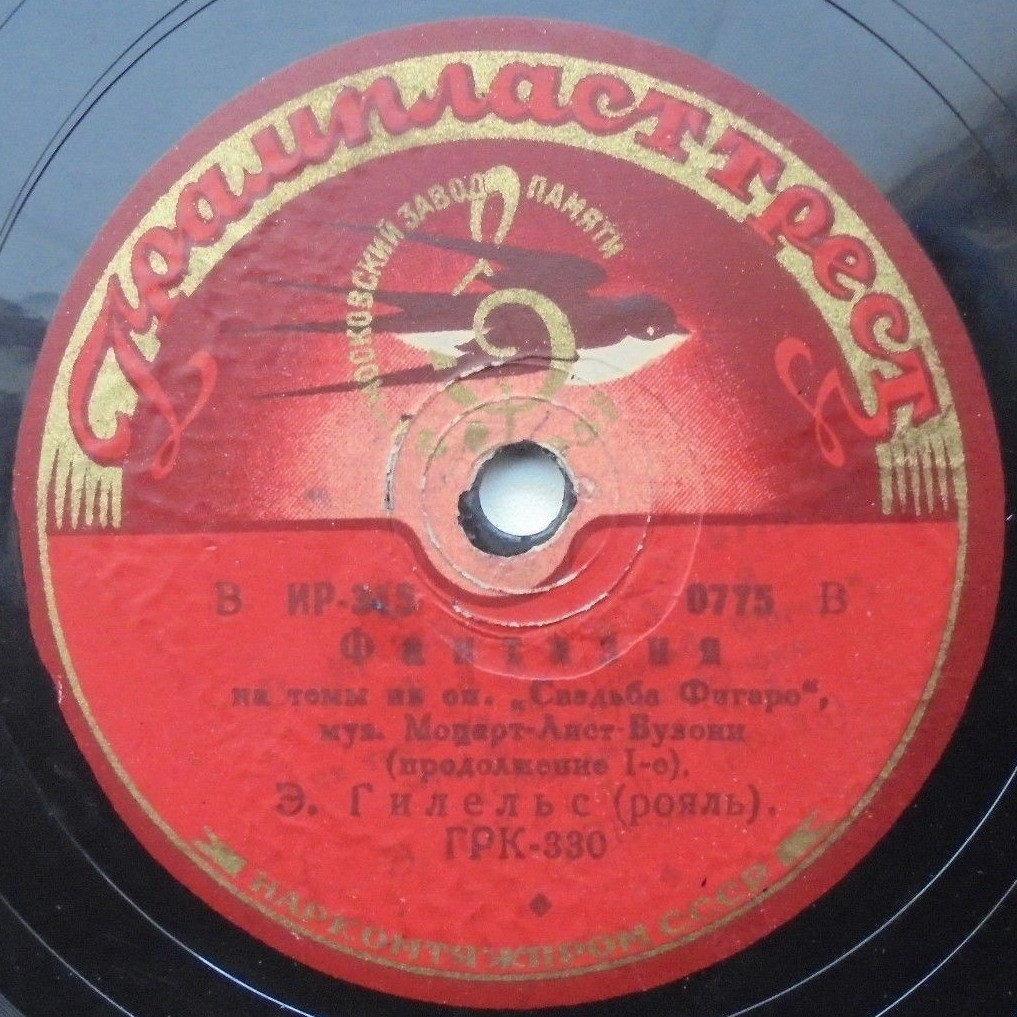 Грампласттрест
НОГИНСКИЙ ЗАВОД ПАМЯТИ
В ИР-345 0775 В
Фантазия
на темы из оп. „Свадьба Фигаро“,
муз. Моцарт-Лист-Бузони
(продолжение I-е).
Э. Гилельс (рояль).
ГРК-330
НАРКОМТЯЖПРОМ СССР